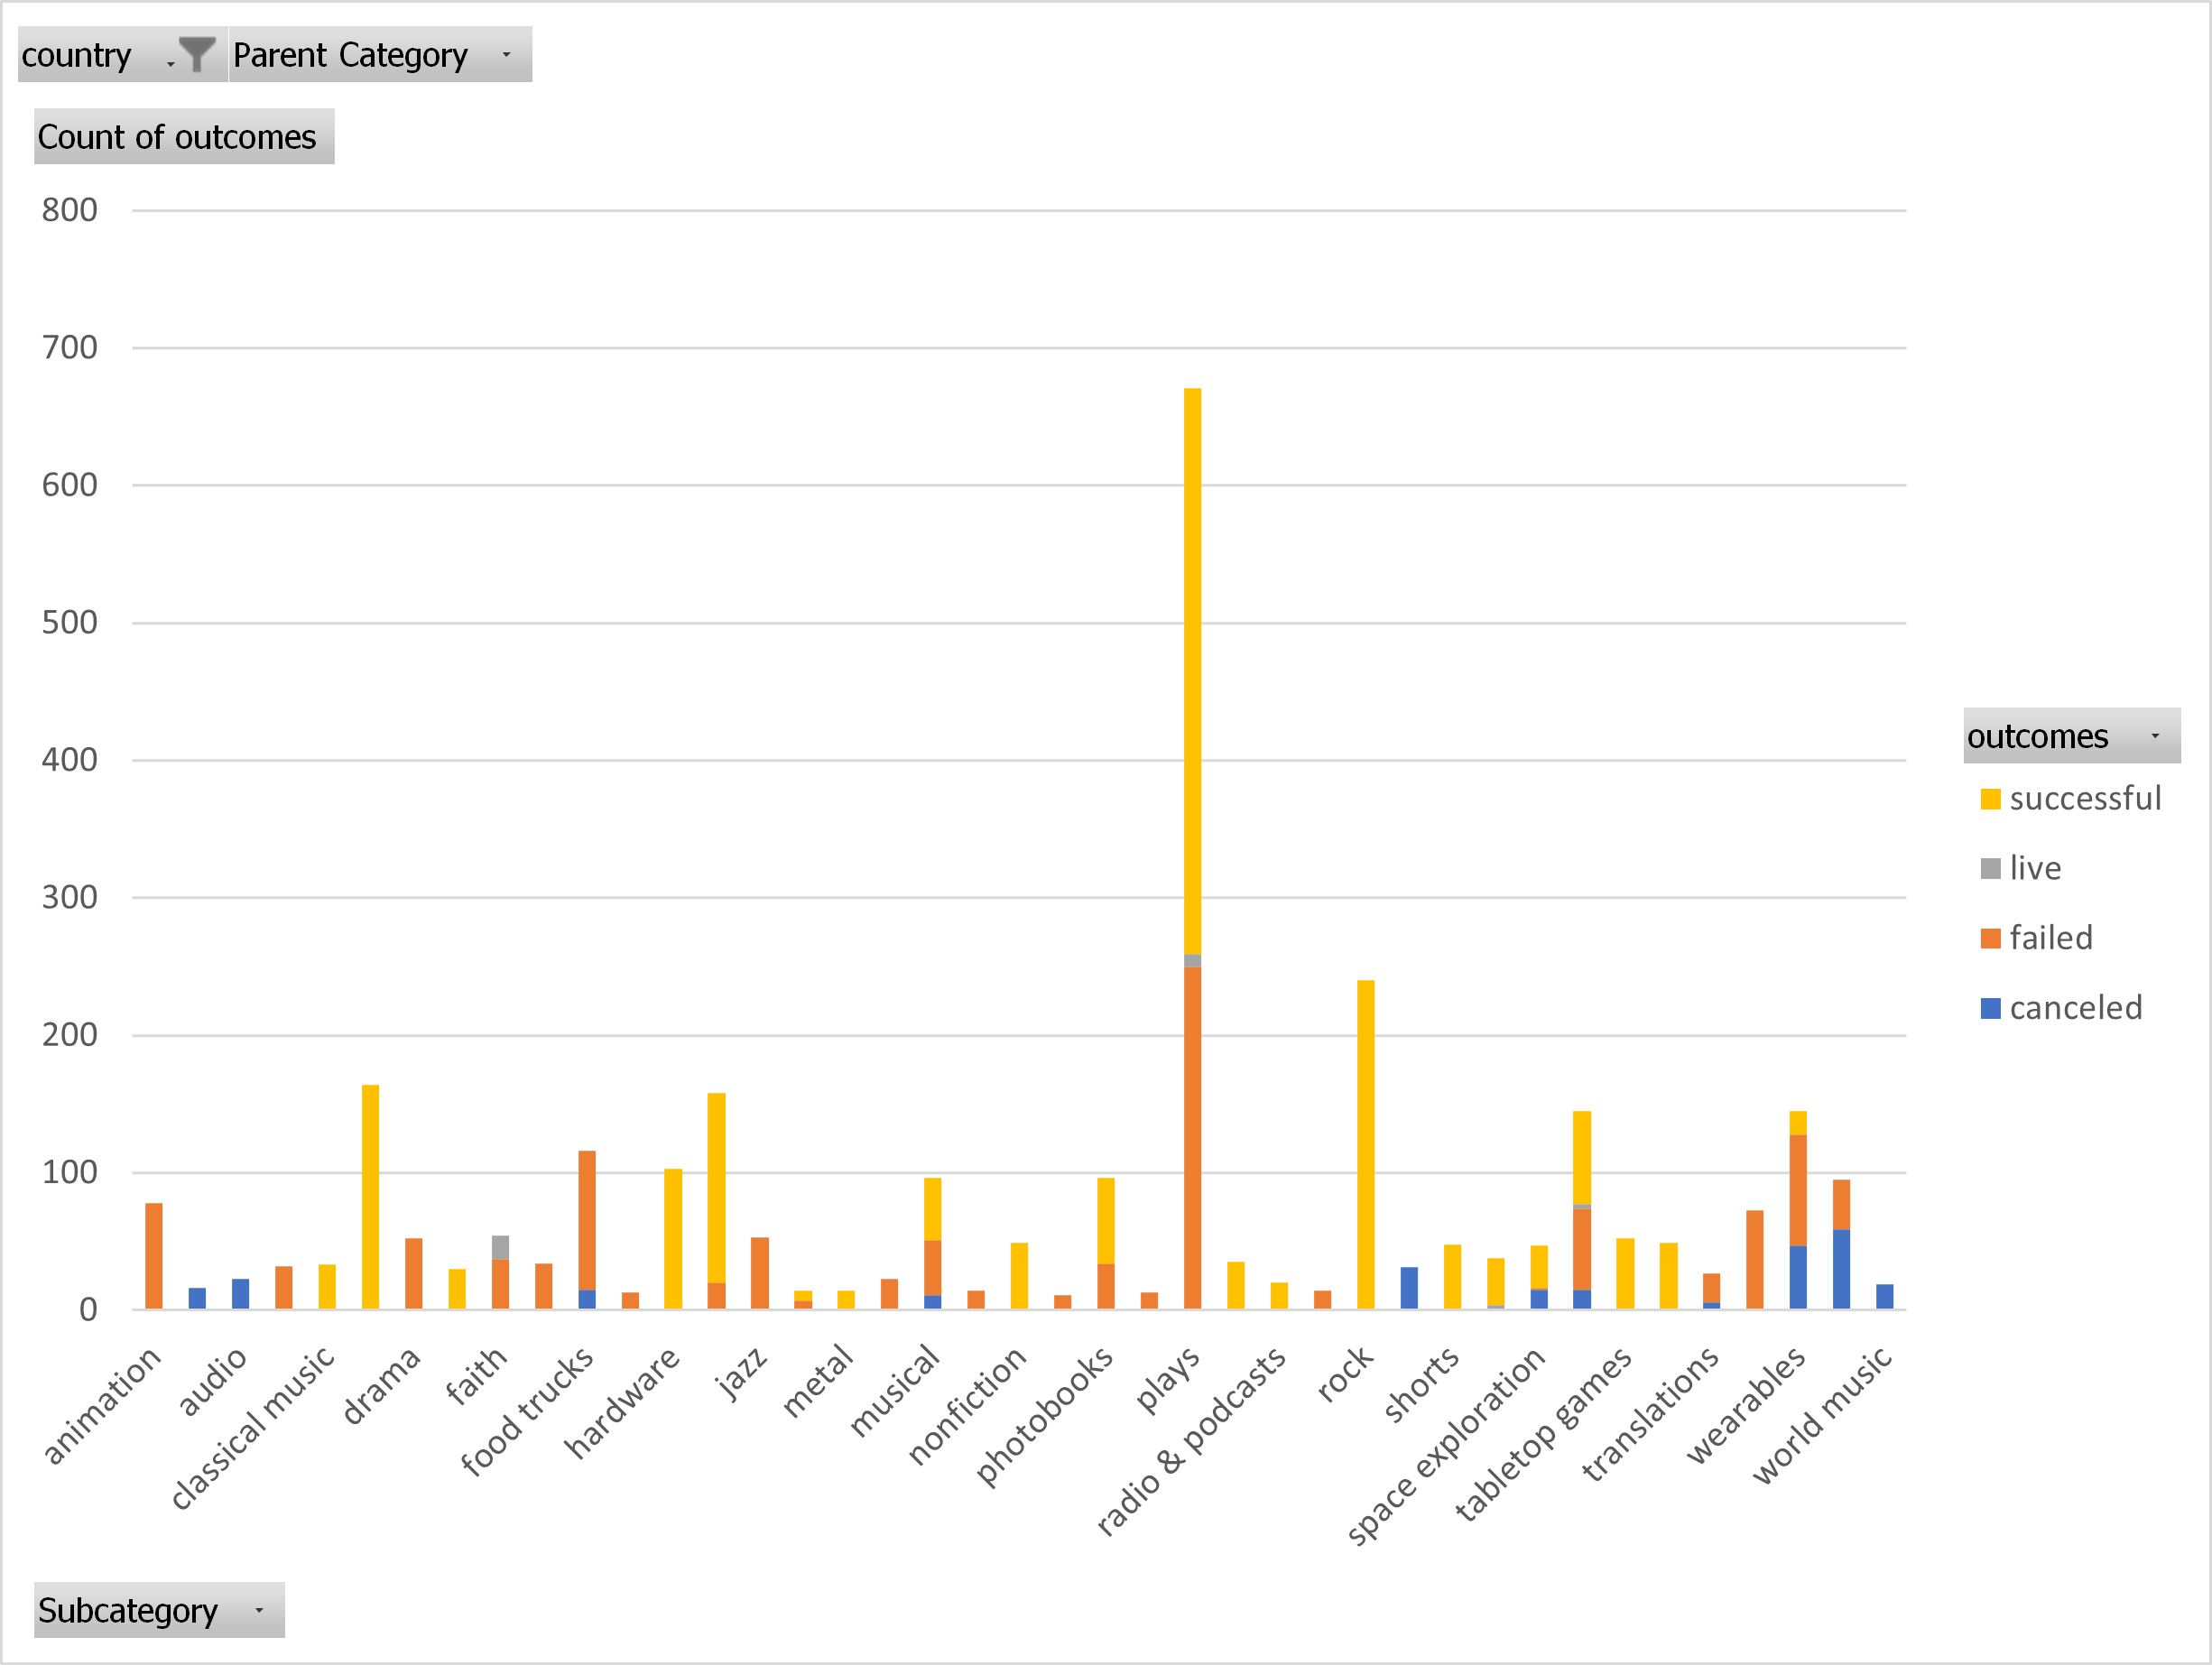 country
Parent Category
Count of outcomes
800
700
600
500
400
300
200
100
0
animation
audio
classical music
drama
faith
food trucks
hardware
jazz
metal
musical
nonfiction
photobooks
plays
radio & podcasts
rock
shorts
space exploration
tabletop games
translations
wearables
world music
outcomes
successful
live
failed
canceled
Subcategory